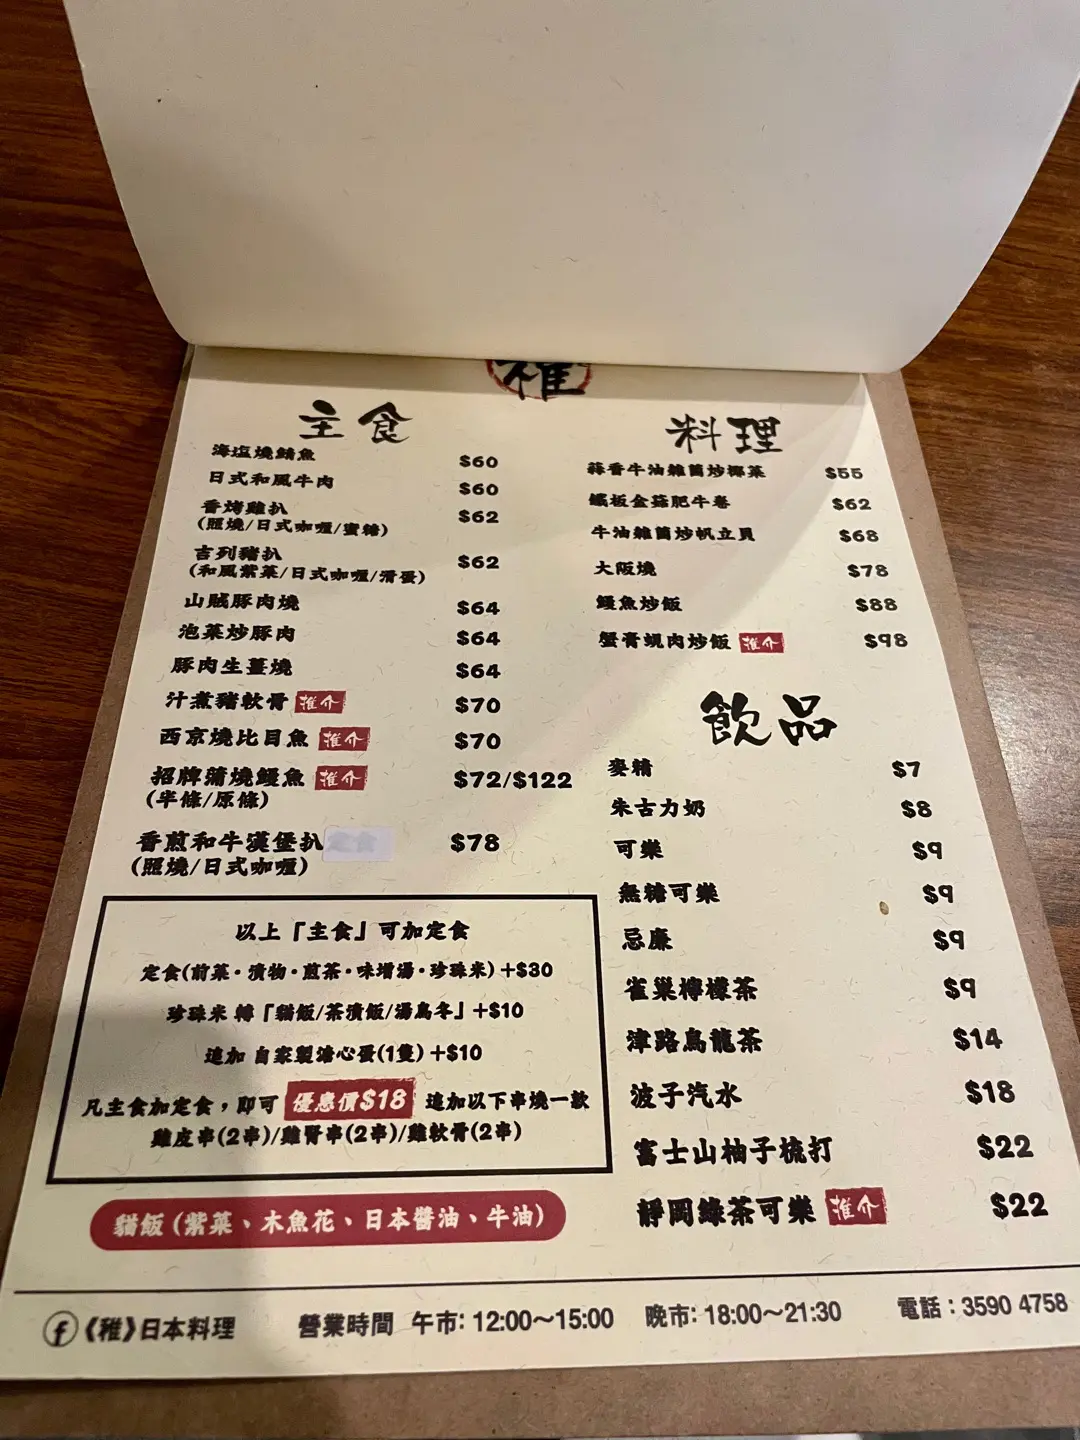 稚
主食
海塩燒鯖魚 $60
日式和風牛肉 $60
香烤雞扒 $62
(照燒/日式咖喱/蜜糖)
吉列豬扒 $62
(和風紫菜/日式咖喱/滑蛋)
山賊豚肉燒 $64
泡菜炒豚肉 $64
豚肉生薑燒 $64
汁煮豬軟骨 推介 $70
西京燒比目魚 推介 $70
招牌蒲燒鰻魚 推介 $72/$122
(半條/原條)
香煎和牛漢堡扒 $78
(照燒/日式咖喱)
以上「主食」可加定食
定食(前菜·漬物·煎茶·味增湯·珍珠米)+$30
珍珠米 轉「貓飯/茶漬飯/湯烏冬」+$10
追加 自家製溏心蛋(1隻)+$10
凡主食加定食，即可 優惠價$18 追加以下串燒一款
雞皮串(2串)/雞腎串(2串)/雞軟骨(2串)
貓飯 (紫菜、木魚花、日本醬油、牛油)
料理
蒜香牛油雜菌炒椰菜 $55
鐵板金菇肥牛卷 $62
牛油雜菌炒帆立貝 $68
大阪燒 $78
鰻魚炒飯 $88
蟹膏蜆肉炒飯 推介 $98
飲品
麥精 $7
朱古力奶 $8
可樂 $9
無糖可樂 $9
忌廉 $9
雀巢檸檬茶 $9
津路烏龍茶 $14
波子汽水 $18
富士山柚子梳打 $22
靜岡綠茶可樂 推介 $22
f《稚》日本料理 營業時間 午市: 12:00～15:00 晚市: 18:00～21:30 電話：3590 4758